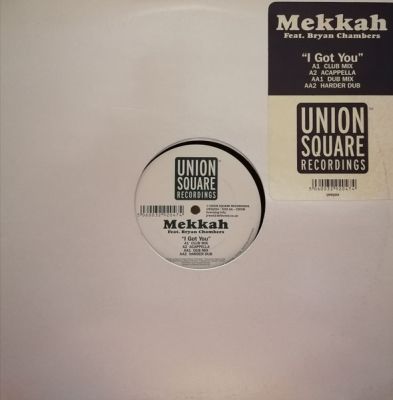 Mekkah
Feat. Bryan Chambers
"I Got You"
A1 CLUB MIX
A2 ACAPPELLA
AA1 DUB MIX
AA2 HARDER DUB
UNION
SQUARE
RECORDINGS
5060032920474
UNION
SQUARE
RECORDINGS
5060032920474
Mekkah
Feat. Bryan Chambers
"I Got You"
A1 CLUB MIX
A2 ACAPPELLA
AA1 DUB MIX
AA2 HARDER DUB